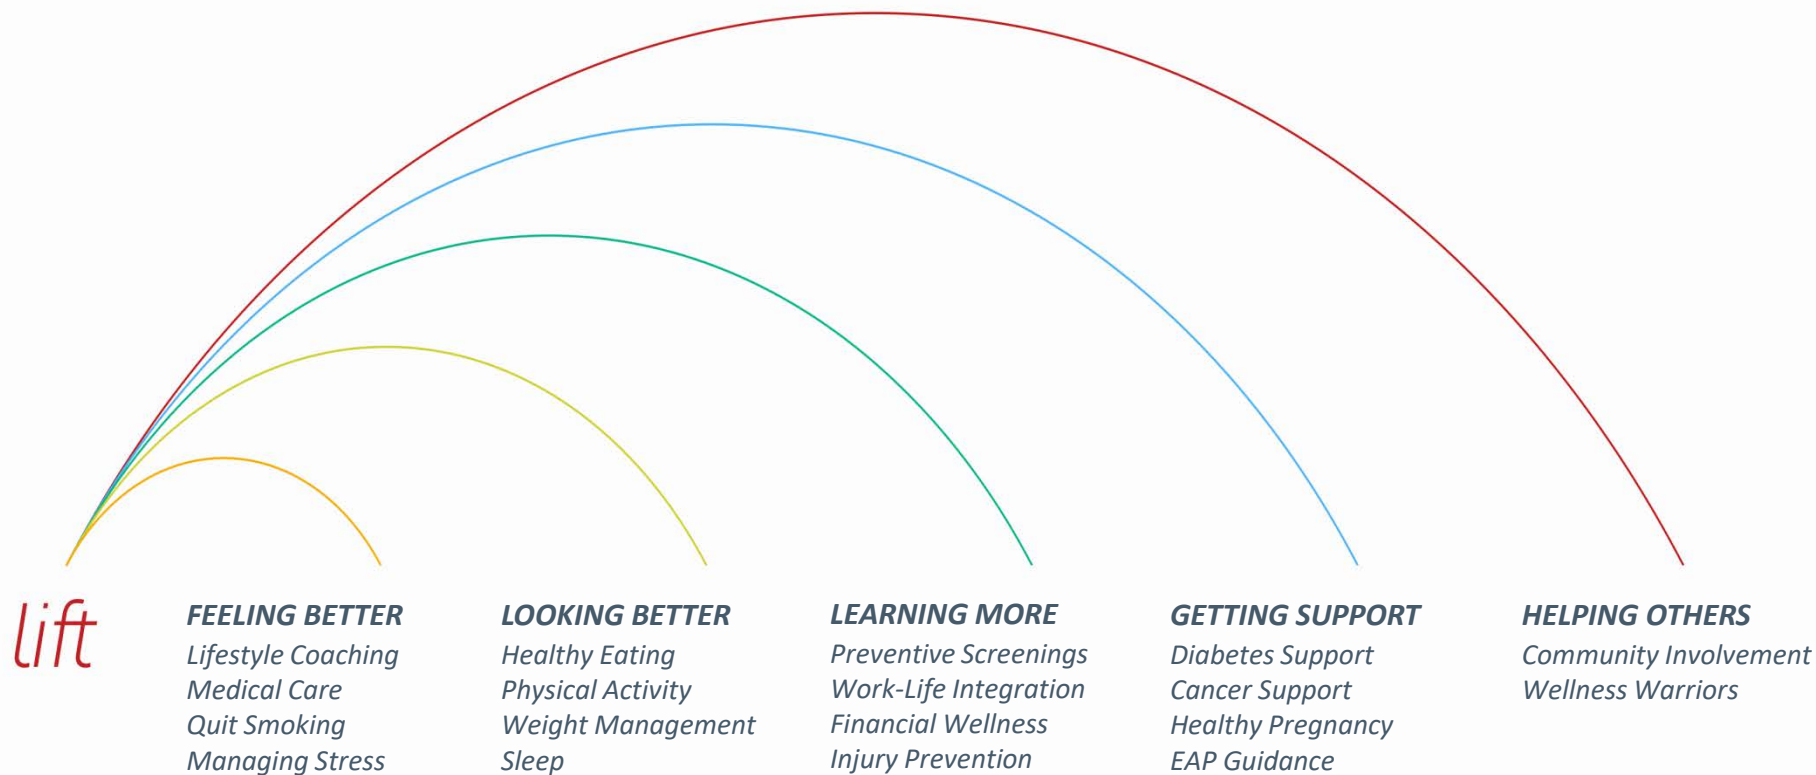 lift
FEELING BETTER
Lifestyle Coaching
Medical Care
Quit Smoking
Managing Stress
LOOKING BETTER
Healthy Eating
Physical Activity
Weight Management
Sleep
LEARNING MORE
Preventive Screenings
Work-Life Integration
Financial Wellness
Injury Prevention
GETTING SUPPORT
Diabetes Support
Cancer Support
Healthy Pregnancy
EAP Guidance
HELPING OTHERS
Community Involvement
Wellness Warriors